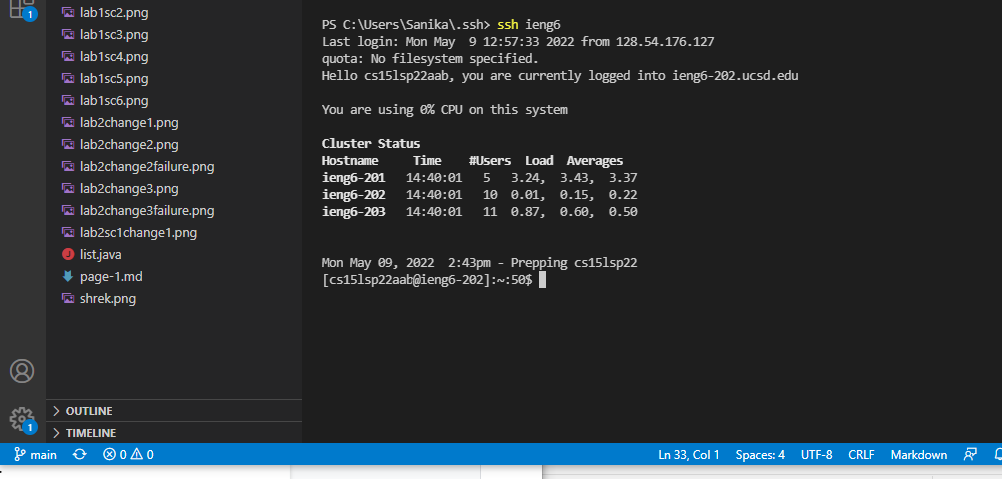 1
lab1sc2.png
lab1sc3.png
lab1sc4.png
lab1sc5.png
lab1sc6.png
lab2change1.png
lab2change2.png
lab2change2failure.png
lab2change3.png
lab2change3failure.png
lab2sc1change1.png
J list.java
page-1.md
shrek.png
OUTLINE
1
TIMELINE
PS C:\Users\Sanika\.ssh> ssh ieng6
Last login: Mon May  9 12:57:33 2022 from 128.54.176.127
quota: No filesystem specified.
Hello cs15lsp22aab, you are currently logged into ieng6-202.ucsd.edu
You are using 0% CPU on this system
Cluster Status
Hostname     Time    #Users  Load  Averages
ieng6-201   14:40:01   5   3.24,  3.43,  3.37
ieng6-202   14:40:01   10  0.01,  0.15,  0.22
ieng6-203   14:40:01   11  0.87,  0.60,  0.50
Mon May 09, 2022  2:43pm - Prepping cs15lsp22
[cs15lsp22aab@ieng6-202]:~:50$
main 0 0 Ln 33, Col 1 Spaces: 4 UTF-8 CRLF Markdown